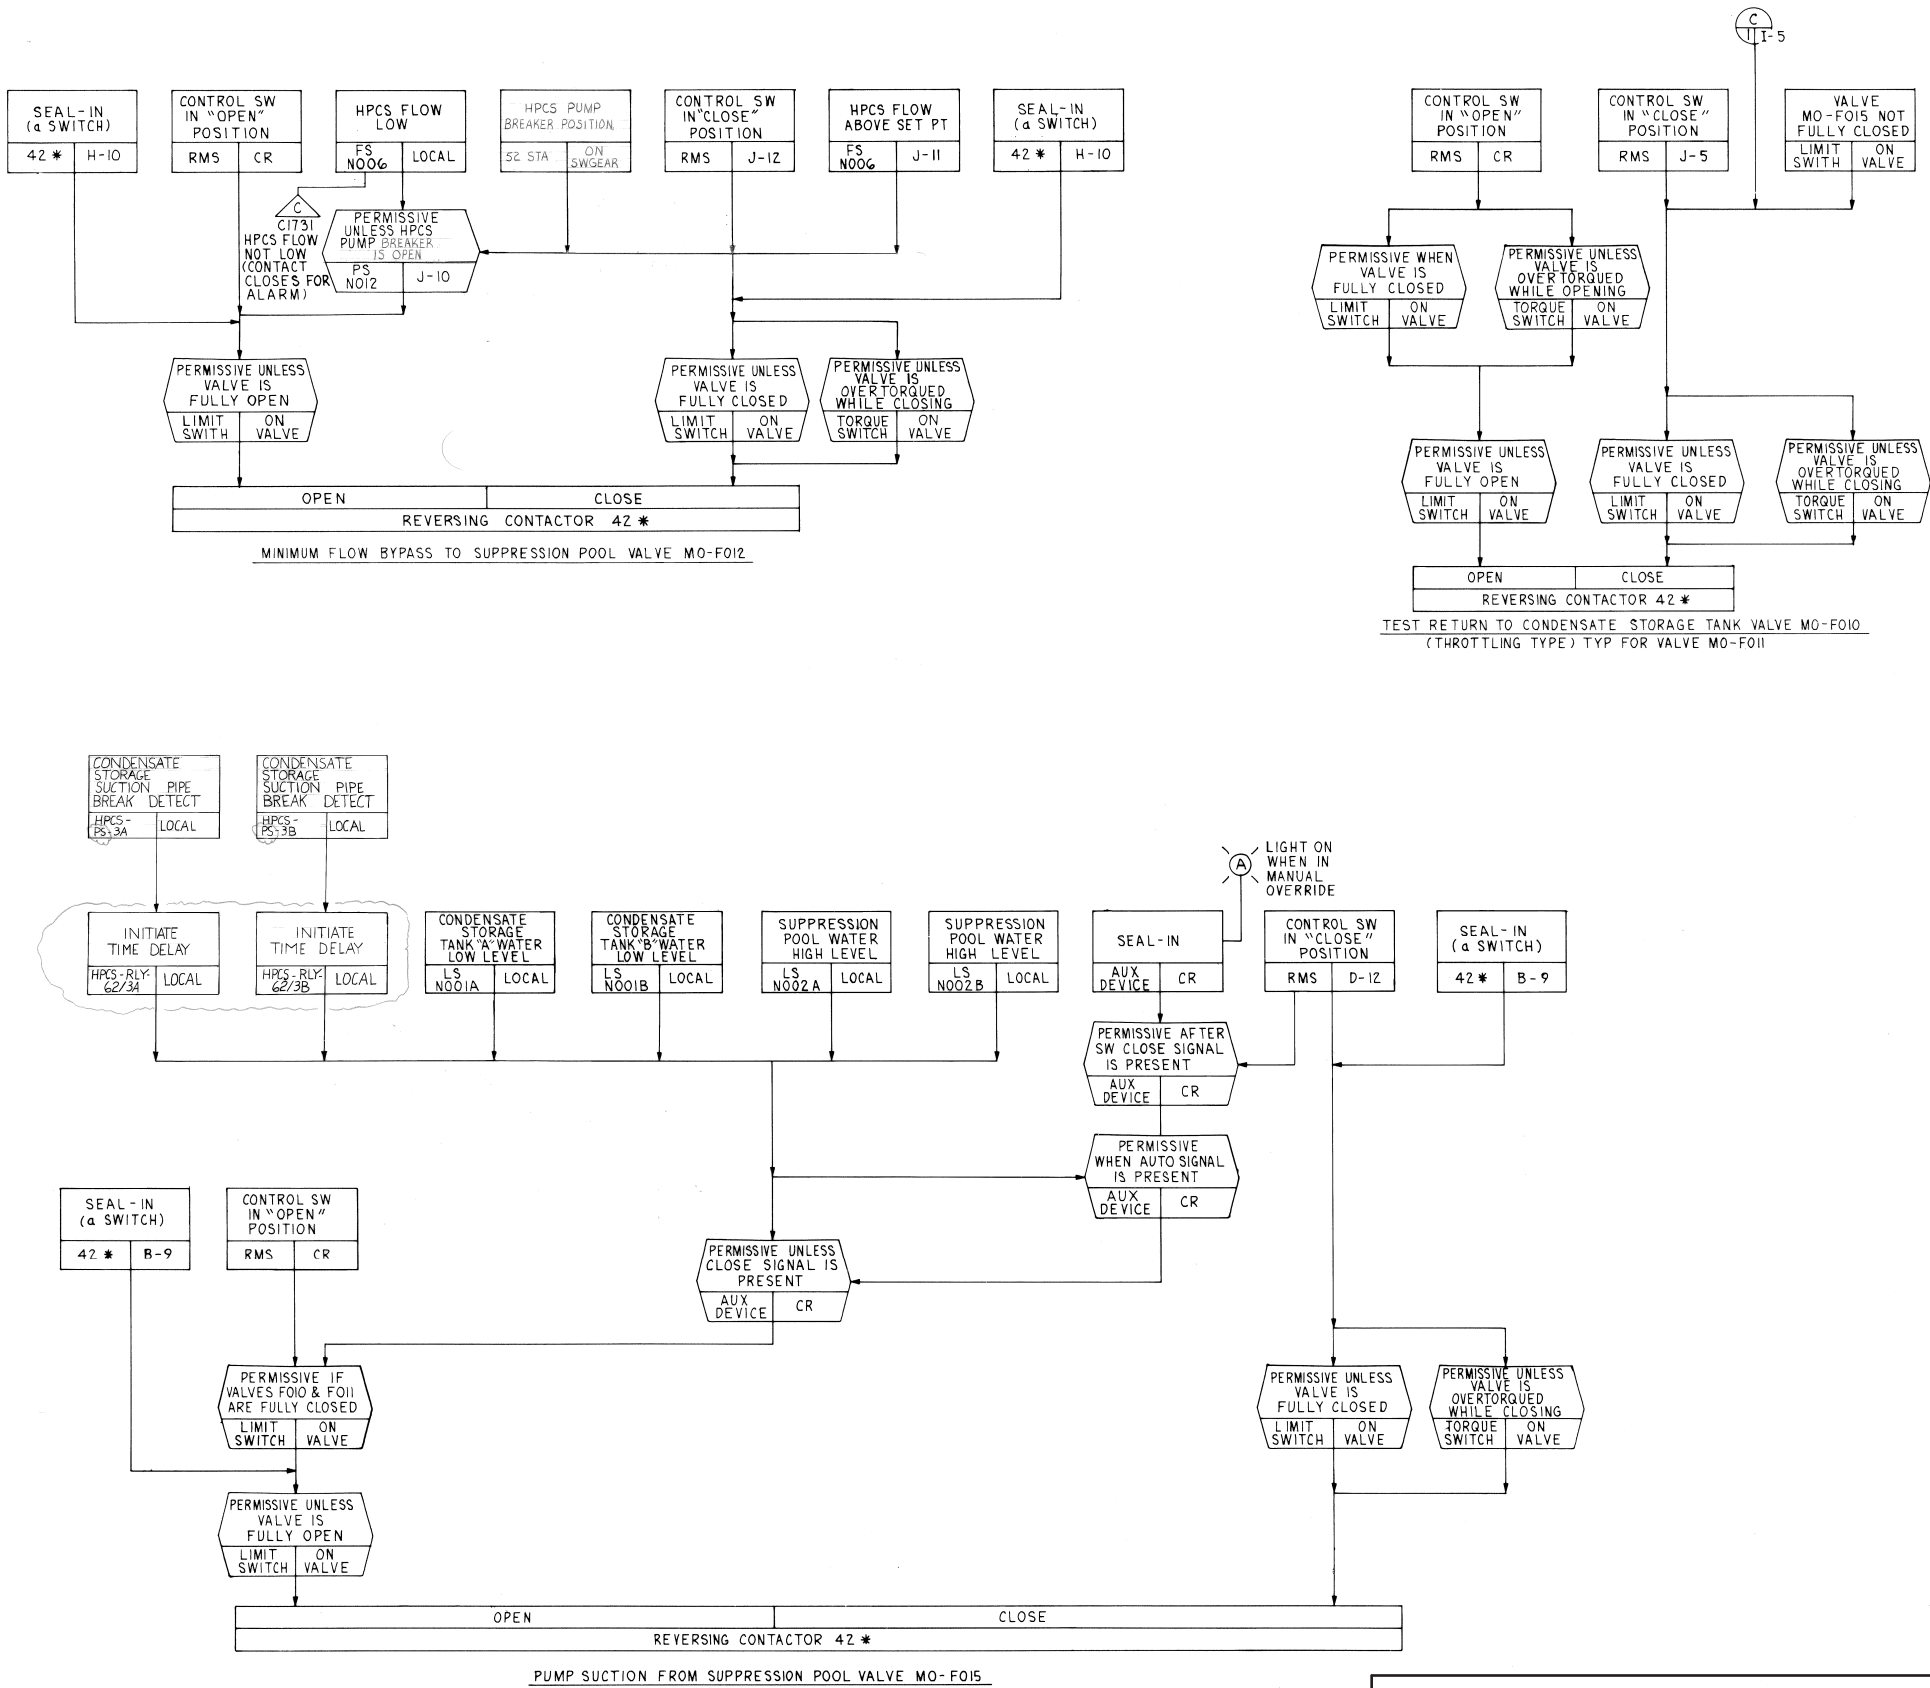 C
1 I-5
SEAL-IN
(a SWITCH)
42 * H-10
CONTROL SW
IN "OPEN"
POSITION
RMS CR
HPCS FLOW
LOW
FS
N006
LOCAL
HPCS PUMP
BREAKER POSITION
52 STA
ON
SWGEAR
CONTROL SW
IN "CLOSE"
POSITION
RMS J-12
HPCS FLOW
ABOVE SET PT
FS
N006
J-11
SEAL-IN
(a SWITCH)
42 * H-10
C
C1731
HPCS FLOW
NOT LOW
(CONTACT
CLOSES FOR
ALARM)
PERMISSIVE
UNLESS HPCS
PUMP BREAKER
IS OPEN
PS
N012
J-10
PERMISSIVE UNLESS
VALVE IS
FULLY OPEN
LIMIT
SWITH
ON
VALVE
PERMISSIVE UNLESS
VALVE IS
FULLY CLOSED
LIMIT
SWITCH
ON
VALVE
PERMISSIVE UNLESS
VALVE IS
OVERTORQUED
WHILE CLOSING
TORQUE
SWITCH
ON
VALVE
OPEN CLOSE
REVERSING CONTACTOR 42 *
MINIMUM FLOW BYPASS TO SUPPRESSION POOL VALVE MO-F012
CONTROL SW
IN "OPEN"
POSITION
RMS CR
CONTROL SW
IN "CLOSE"
POSITION
RMS J-5
VALVE
MO-F015 NOT
FULLY CLOSED
LIMIT
SWITH
ON
VALVE
PERMISSIVE WHEN
VALVE IS
FULLY CLOSED
LIMIT
SWITCH
ON
VALVE
PERMISSIVE UNLESS
VALVE IS
OVERTORQUED
WHILE OPENING
TORQUE
SWITCH
ON
VALVE
PERMISSIVE UNLESS
VALVE IS
FULLY OPEN
LIMIT
SWITCH
ON
VALVE
PERMISSIVE UNLESS
VALVE IS
FULLY CLOSED
LIMIT
SWITCH
ON
VALVE
PERMISSIVE UNLESS
VALVE IS
OVERTORQUED
WHILE CLOSING
TORQUE
SWITCH
ON
VALVE
OPEN CLOSE
REVERSING CONTACTOR 42 *
TEST RETURN TO CONDENSATE STORAGE TANK VALVE MO-F010
(THROTTLING TYPE) TYP FOR VALVE MO-F011
CONDENSATE
STORAGE
SUCTION PIPE
BREAK DETECT
HPCS-
PS-3A
LOCAL
CONDENSATE
STORAGE
SUCTION PIPE
BREAK DETECT
HPCS-
PS-3B
LOCAL
INITIATE
TIME DELAY
HPCS-RLY-
62/3A
LOCAL
INITIATE
TIME DELAY
HPCS-RLY-
62/3B
LOCAL
CONDENSATE
STORAGE
TANK "A" WATER
LOW LEVEL
LS
N001A
LOCAL
CONDENSATE
STORAGE
TANK "B" WATER
LOW LEVEL
LS
N001B
LOCAL
SUPPRESSION
POOL WATER
HIGH LEVEL
LS
N002A
LOCAL
SUPPRESSION
POOL WATER
HIGH LEVEL
LS
N002B
LOCAL
A
LIGHT ON
WHEN IN
MANUAL
OVERRIDE
SEAL-IN
AUX
DEVICE
CR
CONTROL SW
IN "CLOSE"
POSITION
RMS D-12
SEAL-IN
(a SWITCH)
42 * B-9
PERMISSIVE AFTER
SW CLOSE SIGNAL
IS PRESENT
AUX
DEVICE
CR
PERMISSIVE
WHEN AUTO SIGNAL
IS PRESENT
AUX
DEVICE
CR
SEAL-IN
(a SWITCH)
42 * B-9
CONTROL SW
IN "OPEN"
POSITION
RMS CR
PERMISSIVE UNLESS
CLOSE SIGNAL IS
PRESENT
AUX
DEVICE
CR
PERMISSIVE IF
VALVES F010 & F011
ARE FULLY CLOSED
LIMIT
SWITCH
ON
VALVE
PERMISSIVE UNLESS
VALVE IS
FULLY CLOSED
LIMIT
SWITCH
ON
VALVE
PERMISSIVE UNLESS
VALVE IS
OVERTORQUED
WHILE CLOSING
TORQUE
SWITCH
ON
VALVE
PERMISSIVE UNLESS
VALVE IS
FULLY OPEN
LIMIT
SWITCH
ON
VALVE
OPEN CLOSE
REVERSING CONTACTOR 42 *
PUMP SUCTION FROM SUPPRESSION POOL VALVE MO-F015